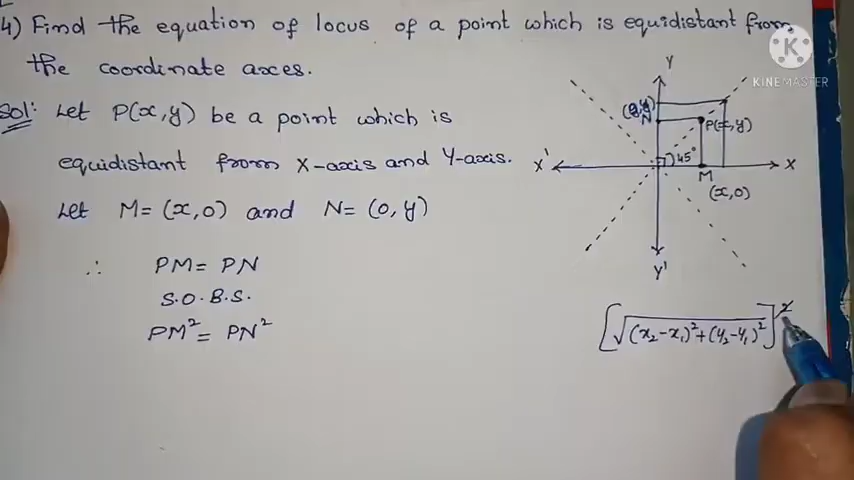 4) Find the equation of locus of a point which is equidistant from
the coordinate axes.
Sol: Let P(x,y) be a point which is
equidistant from X-axis and Y-axis.
Let M= (x,0) and N= (0,y)
∴ PM= PN
S.O.B.S.
PM²= PN²
K
KINEMASTER
Y
N
P(x,y)
45°
X'
X
M
(x,0)
Y'
[√(x₂-x₁)²+(y₂-y₁)²]²